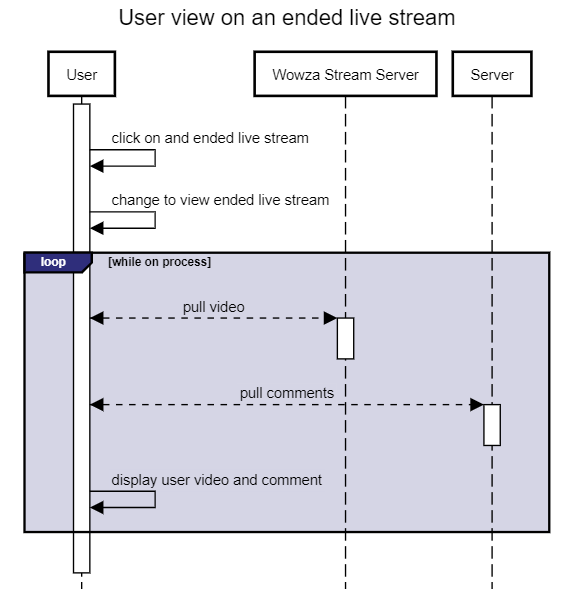 User view on an ended live stream
User
Wowza Stream Server
Server
click on and ended live stream
change to view ended live stream
loop
[while on process]
pull video
pull comments
display user video and comment